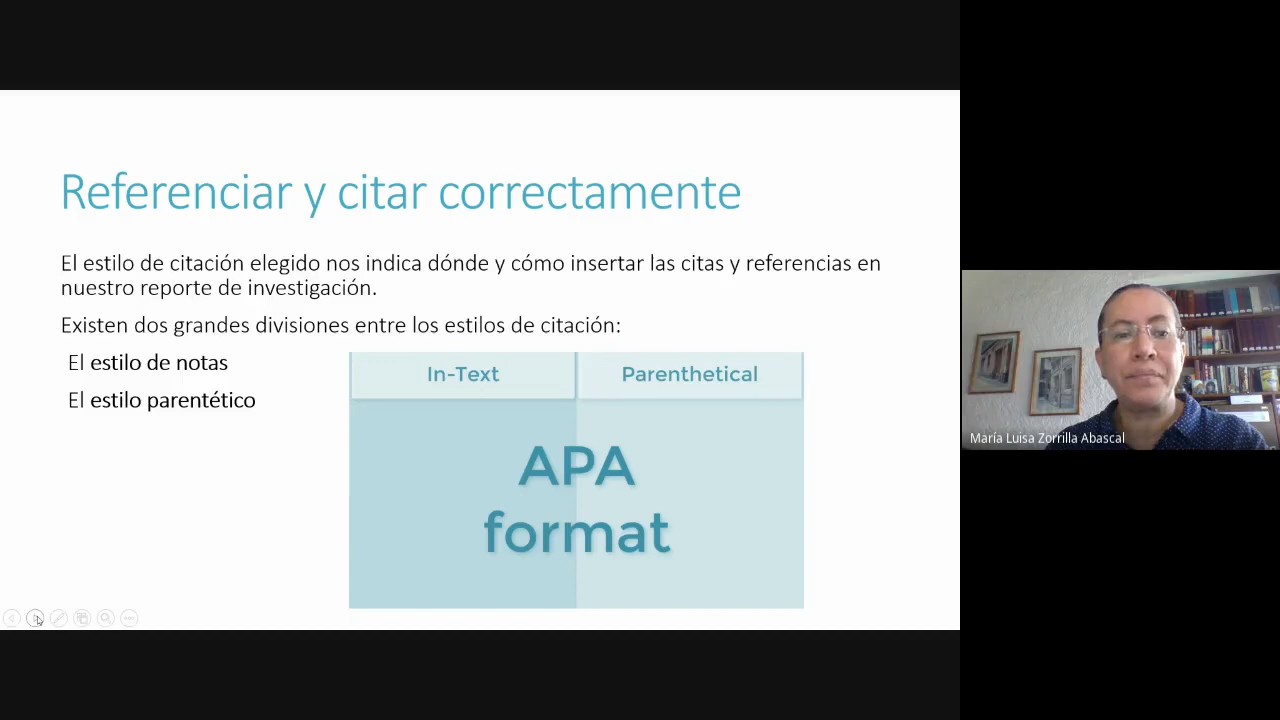 Referenciar y citar correctamente
El estilo de citación elegido nos indica dónde y cómo insertar las citas y referencias en
nuestro reporte de investigación.
Existen dos grandes divisiones entre los estilos de citación:
El estilo de notas
El estilo parentético
In-Text
Parenthetical
APA
format
María Luisa Zorrilla Abascal